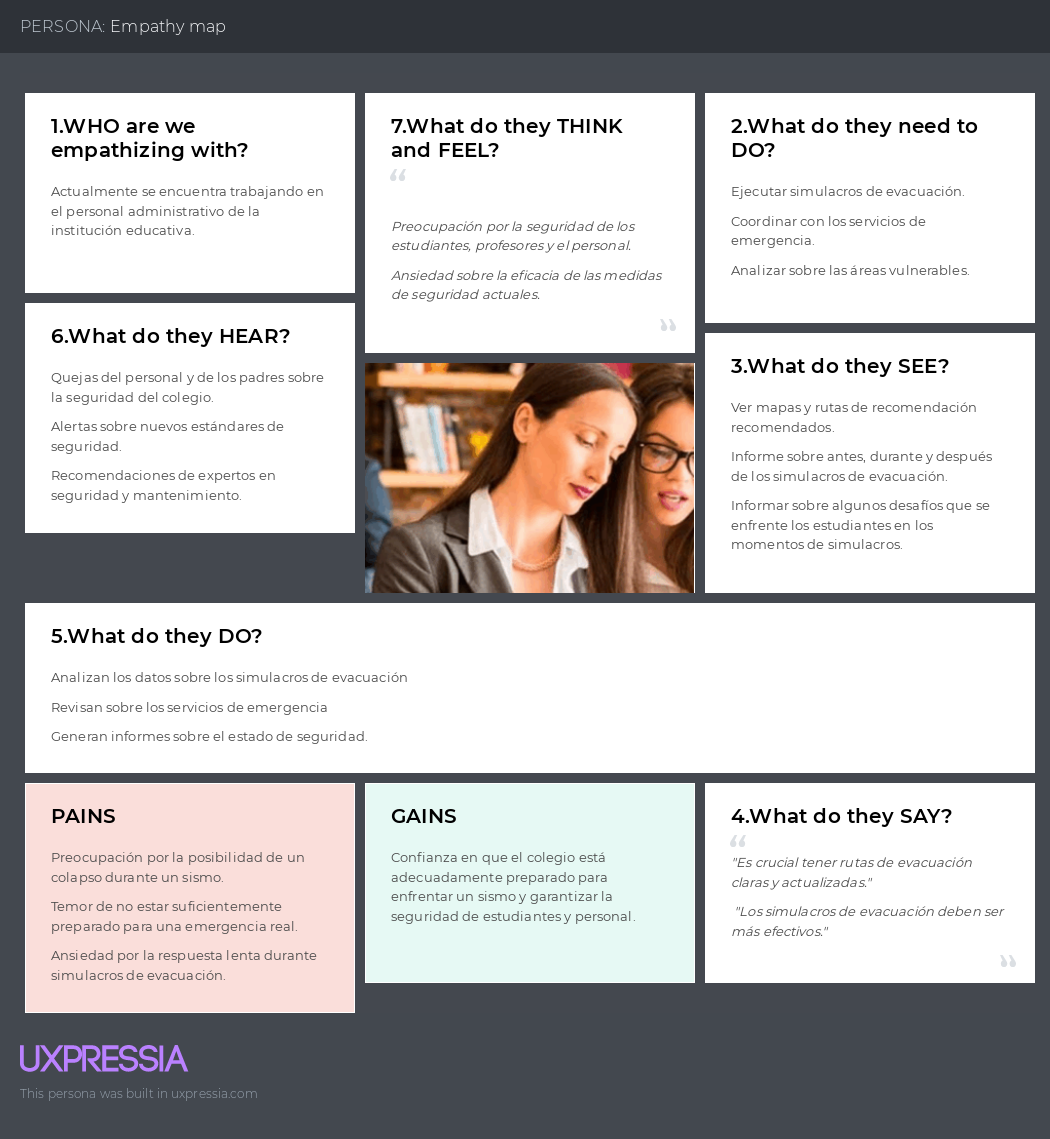 PERSONA: Empathy map
1.WHO are we
empathizing with?
Actualmente se encuentra trabajando en
el personal administrativo de la
institución educativa.
7.What do they THINK
and FEEL?
“
Preocupación por la seguridad de los
estudiantes, profesores y el personal.
Ansiedad sobre la eficacia de las medidas
de seguridad actuales.
”
2.What do they need to
DO?
Ejecutar simulacros de evacuación.
Coordinar con los servicios de
emergencia.
Analizar sobre las áreas vulnerables.
6.What do they HEAR?
Quejas del personal y de los padres sobre
la seguridad del colegio.
Alertas sobre nuevos estándares de
seguridad.
Recomendaciones de expertos en
seguridad y mantenimiento.
3.What do they SEE?
Ver mapas y rutas de recomendación
recomendados.
Informe sobre antes, durante y después
de los simulacros de evacuación.
Informar sobre algunos desafíos que se
enfrente los estudiantes en los
momentos de simulacros.
5.What do they DO?
Analizan los datos sobre los simulacros de evacuación
Revisan sobre los servicios de emergencia
Generan informes sobre el estado de seguridad.
PAINS
Preocupación por la posibilidad de un
colapso durante un sismo.
Temor de no estar suficientemente
preparado para una emergencia real.
Ansiedad por la respuesta lenta durante
simulacros de evacuación.
GAINS
Confianza en que el colegio está
adecuadamente preparado para
enfrentar un sismo y garantizar la
seguridad de estudiantes y personal.
4.What do they SAY?
“
"Es crucial tener rutas de evacuación
claras y actualizadas."
"Los simulacros de evacuación deben ser
más efectivos."
”
UXPRESSIA
This persona was built in uxpressia.com